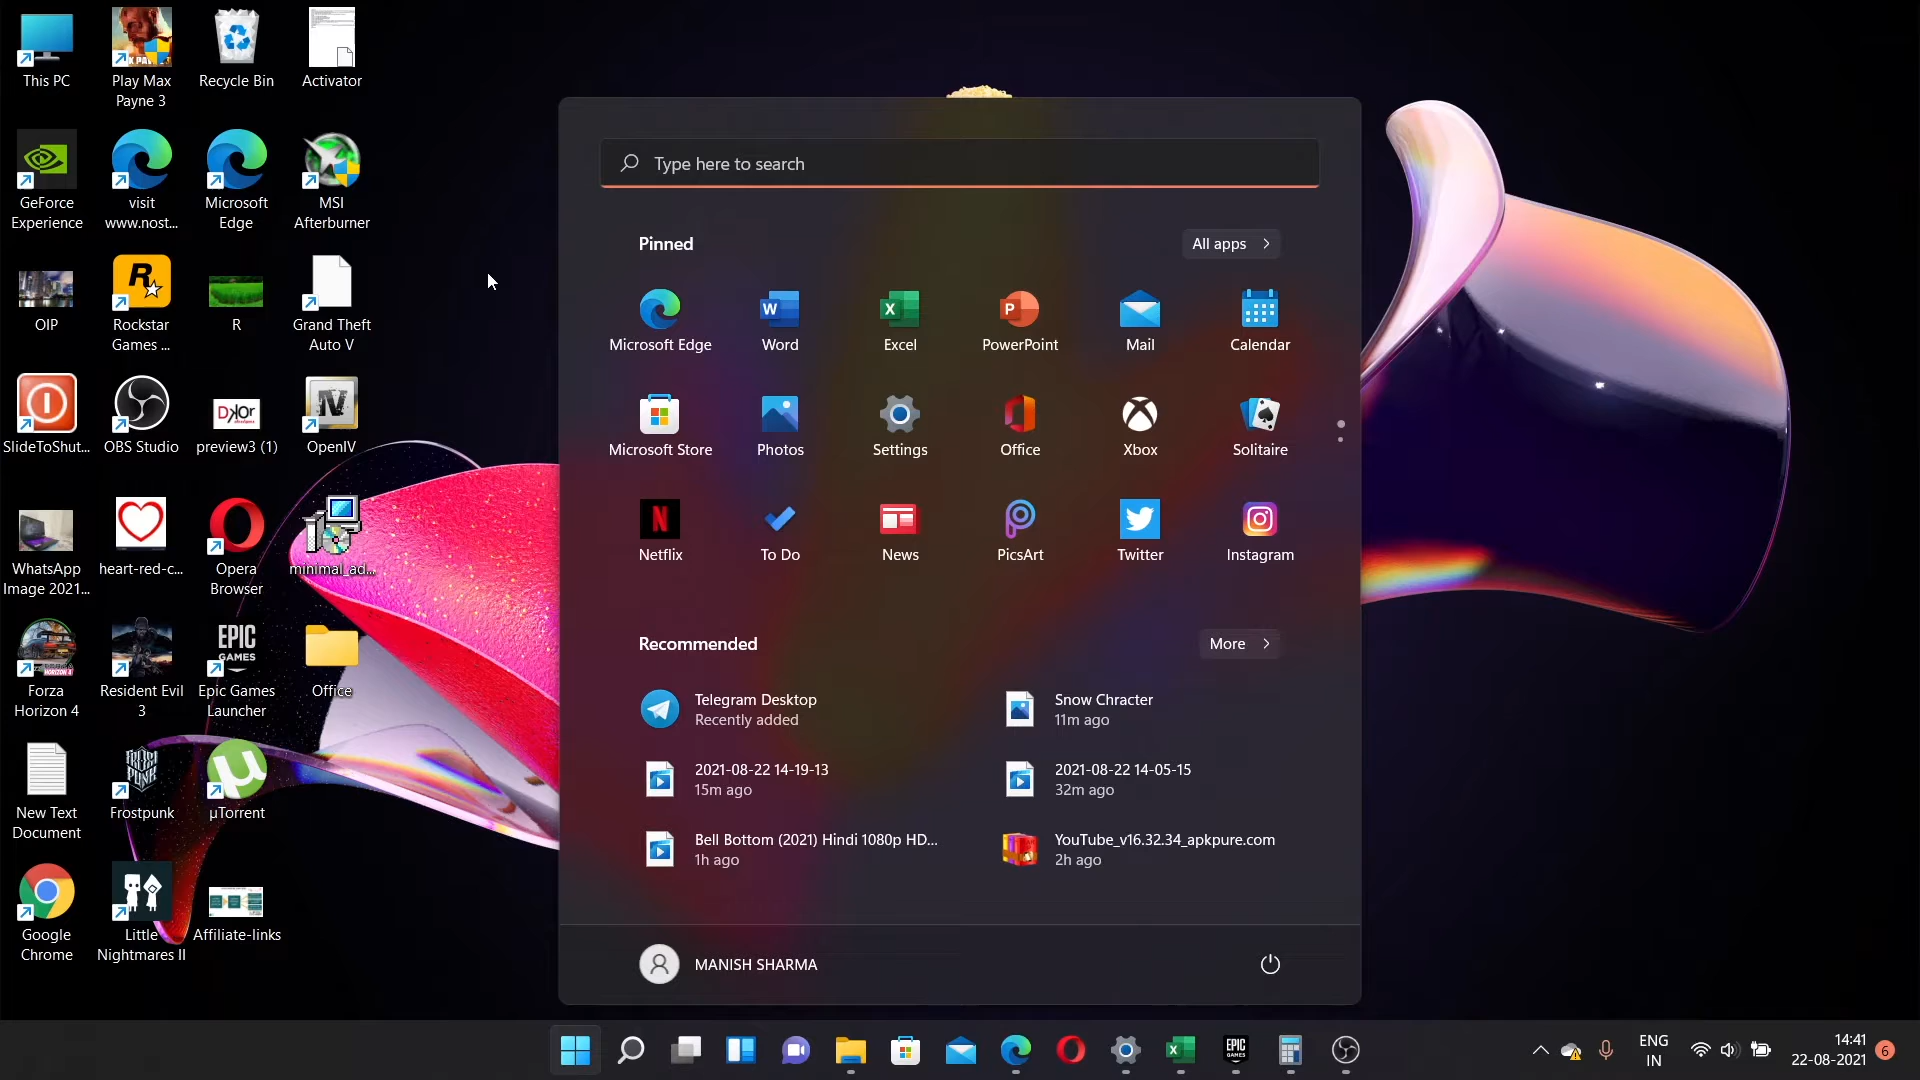 This PC
Play Max
Payne 3
Recycle Bin
Activator
GeForce
Experience
visit
www.nost...
Microsoft
Edge
MSI
Afterburner
OIP
Rockstar
Games ...
R
Grand Theft
Auto V
SlideToShut...
OBS Studio
preview3 (1)
OpenIV
WhatsApp
Image 2021...
heart-red-c...
Opera
Browser
minimal_ad...
Forza
Horizon 4
Resident Evil
3
EPIC
GAMES
Epic Games
Launcher
Office
New Text
Document
Frostpunk
µTorrent
Google
Chrome
Little
Nightmares II
Affiliate-links
Type here to search
Pinned
All apps
Microsoft Edge
Word
Excel
PowerPoint
Mail
Calendar
Microsoft Store
Photos
Settings
Office
Xbox
Solitaire
Netflix
To Do
News
PicsArt
Twitter
Instagram
Recommended
More
Telegram Desktop
Recently added
Snow Chracter
11m ago
2021-08-22 14-19-13
15m ago
2021-08-22 14-05-15
32m ago
Bell Bottom (2021) Hindi 1080p HD...
1h ago
YouTube_v16.32.34_apkpure.com
2h ago
MANISH SHARMA
EPIC
GAMES
ENG
IN
14:41
22-08-2021
6